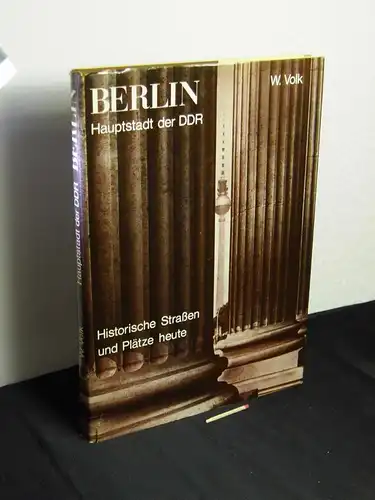 BERLIN
Hauptstadt der DDR
W. Volk
Historische Straßen
und Plätze heute
W. Volk Hauptstadt der DDR BERLIN